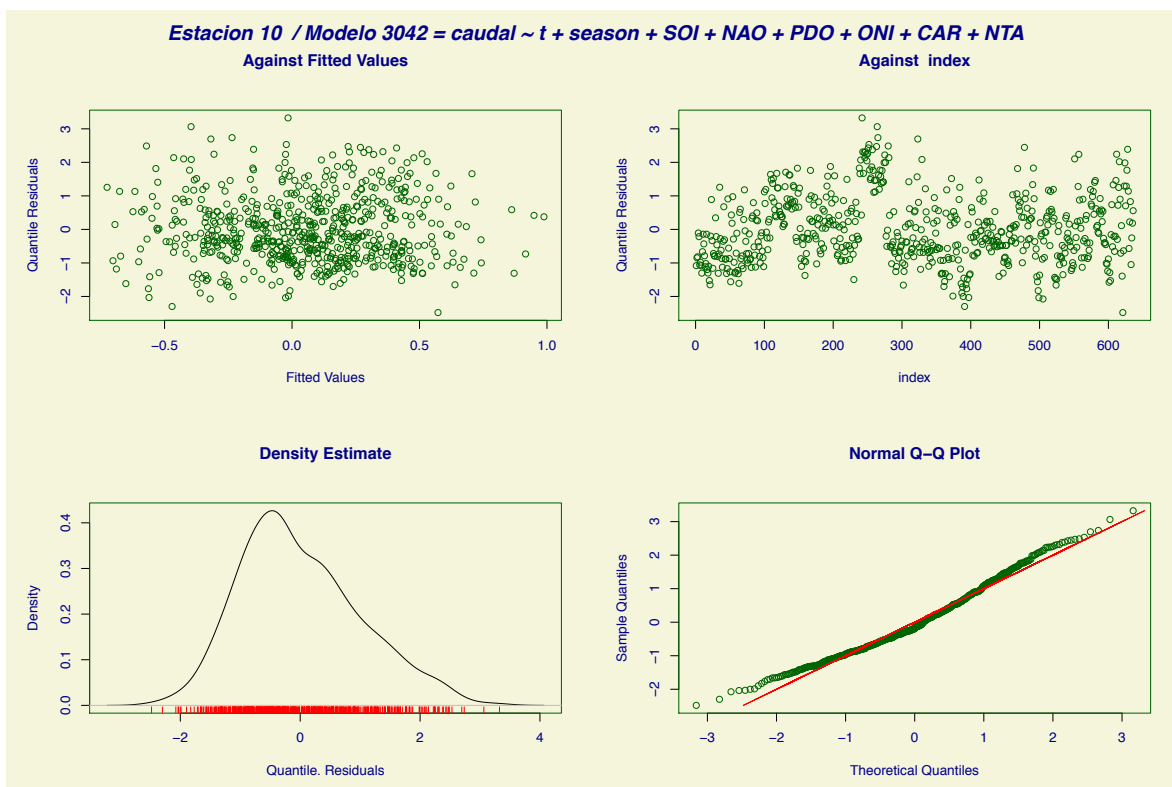 Estacion 10 / Modelo 3042 = caudal ~ t + season + SOI + NAO + PDO + ONI + CAR + NTA
Against Fitted Values
Quantile Residuals
3
2
1
0
−1
−2
−0.5 0.0 0.5 1.0
Fitted Values
Against index
Quantile Residuals
3
2
1
0
−1
−2
0 100 200 300 400 500 600
index
Density Estimate
Density
0.4
0.3
0.2
0.1
0.0
−2 0 2 4
Quantile. Residuals
Normal Q−Q Plot
Sample Quantiles
3
2
1
0
−1
−2
−3 −2 −1 0 1 2 3
Theoretical Quantiles